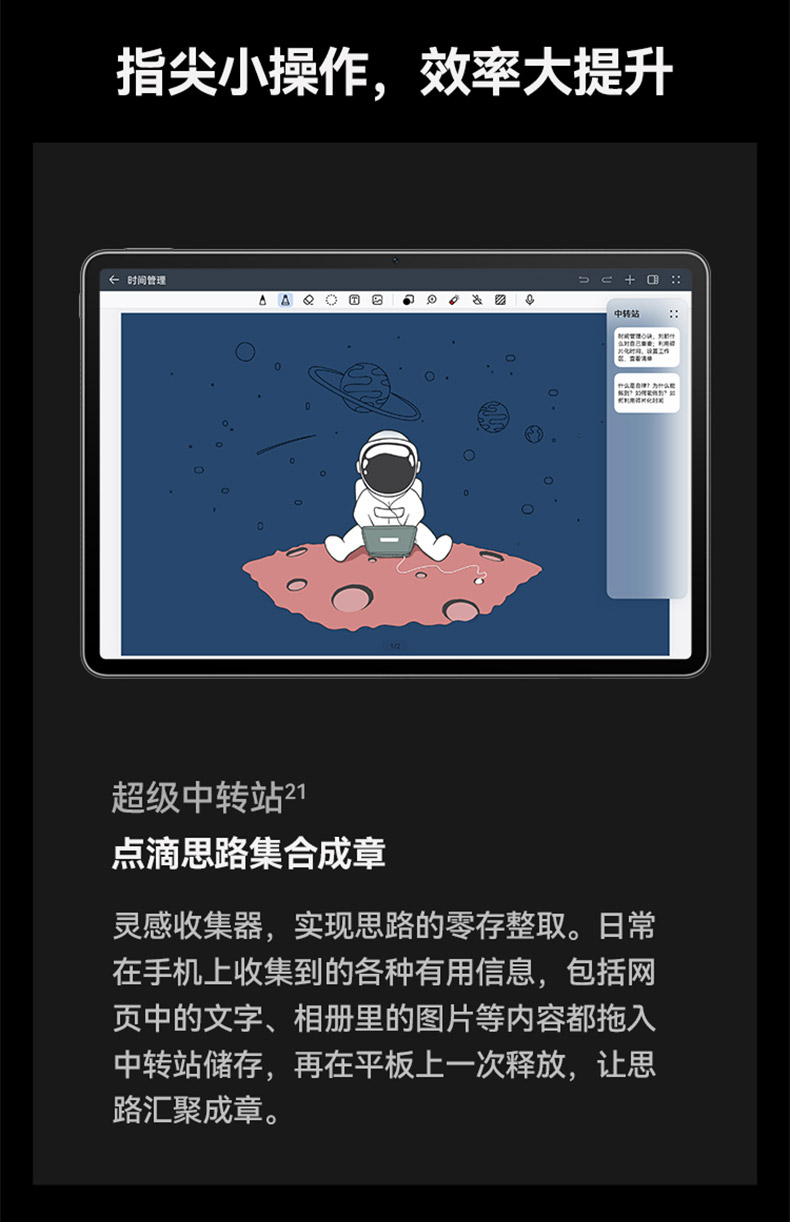 指尖小操作，效率大提升
时间管理
中转站
时间管理心诀，判断什
么对自己重要；利用碎
片化时间，设置工作
区，查看清单
什么是自律？为什么能
做到？如何能做到？如
何利用碎片化时间
1/2
超级中转站21
点滴思路集合成章
灵感收集器，实现思路的零存整取。日常
在手机上收集到的各种有用信息，包括网
页中的文字、相册里的图片等内容都拖入
中转站储存，再在平板上一次释放，让思
路汇聚成章。